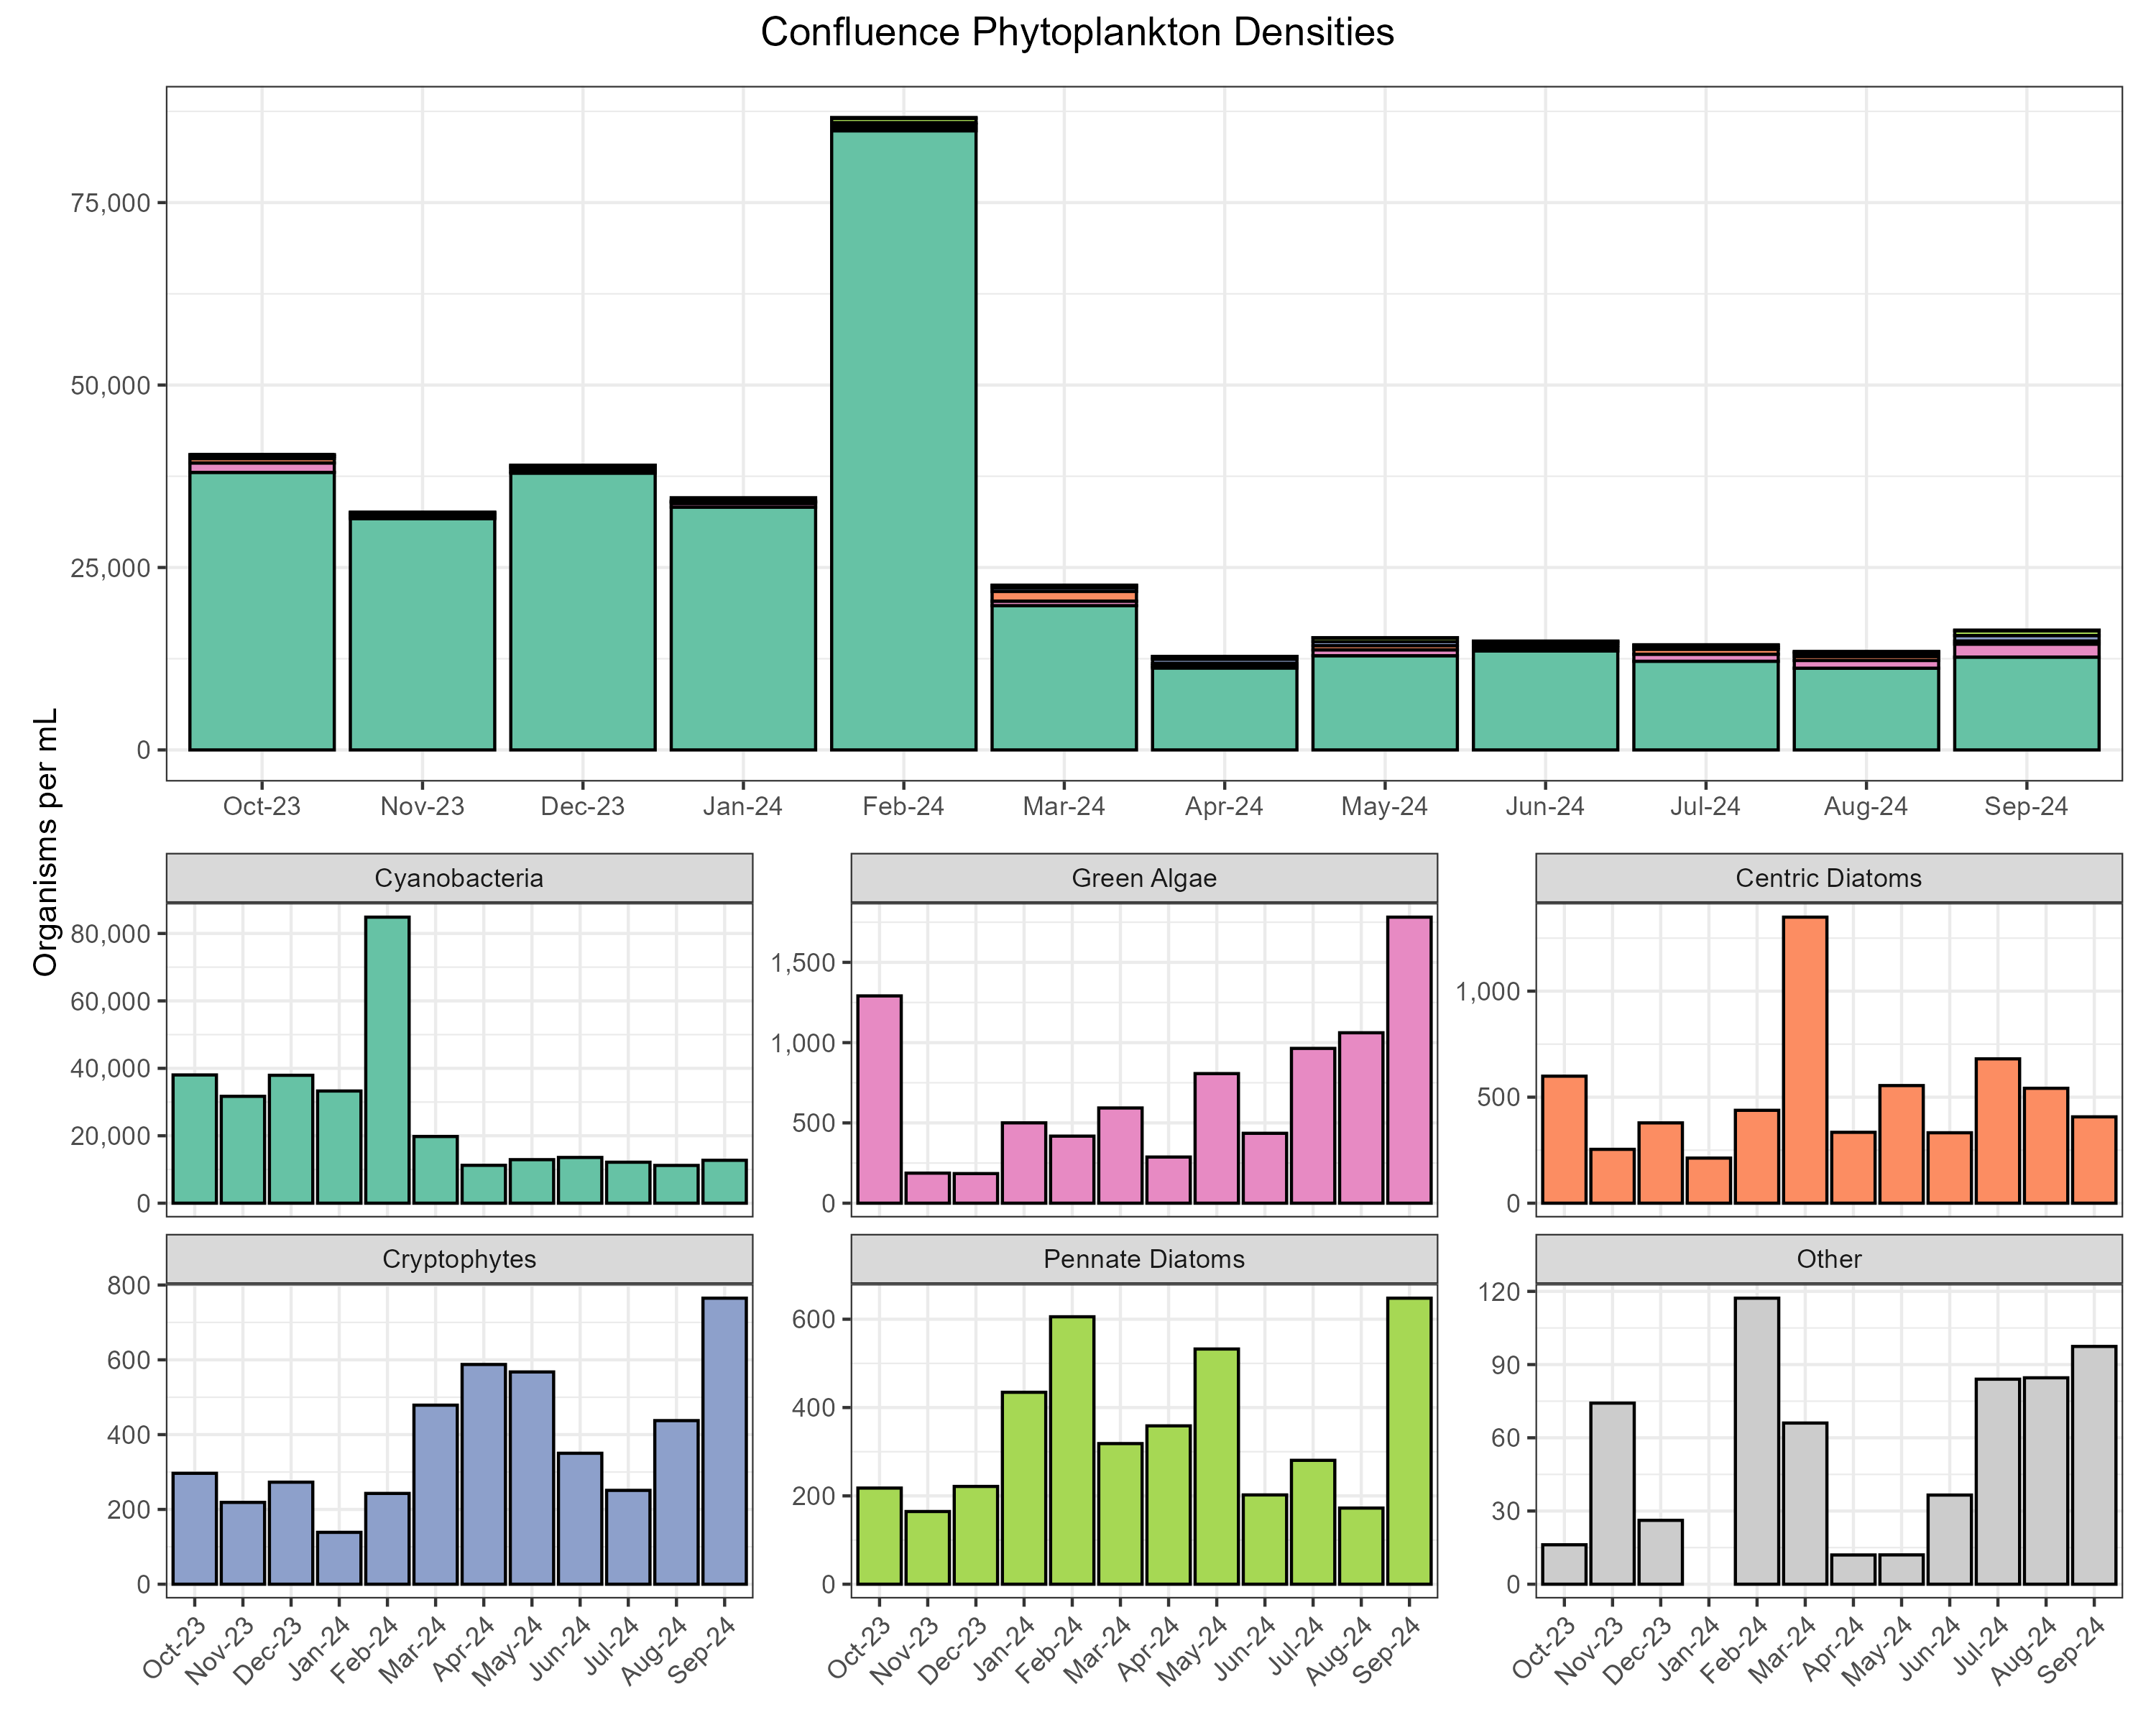 Confluence Phytoplankton Densities
Organisms per mL
75,000
50,000
25,000
0
Oct-23 Nov-23 Dec-23 Jan-24 Feb-24 Mar-24 Apr-24 May-24 Jun-24 Jul-24 Aug-24 Sep-24
Cyanobacteria
80,000
60,000
40,000
20,000
0
Green Algae
1,500
1,000
500
0
Centric Diatoms
1,000
500
0
Cryptophytes
800
600
400
200
0
Oct-23 Nov-23 Dec-23 Jan-24 Feb-24 Mar-24 Apr-24 May-24 Jun-24 Jul-24 Aug-24 Sep-24
Pennate Diatoms
600
400
200
0
Oct-23 Nov-23 Dec-23 Jan-24 Feb-24 Mar-24 Apr-24 May-24 Jun-24 Jul-24 Aug-24 Sep-24
Other
120
90
60
30
0
Oct-23 Nov-23 Dec-23 Jan-24 Feb-24 Mar-24 Apr-24 May-24 Jun-24 Jul-24 Aug-24 Sep-24